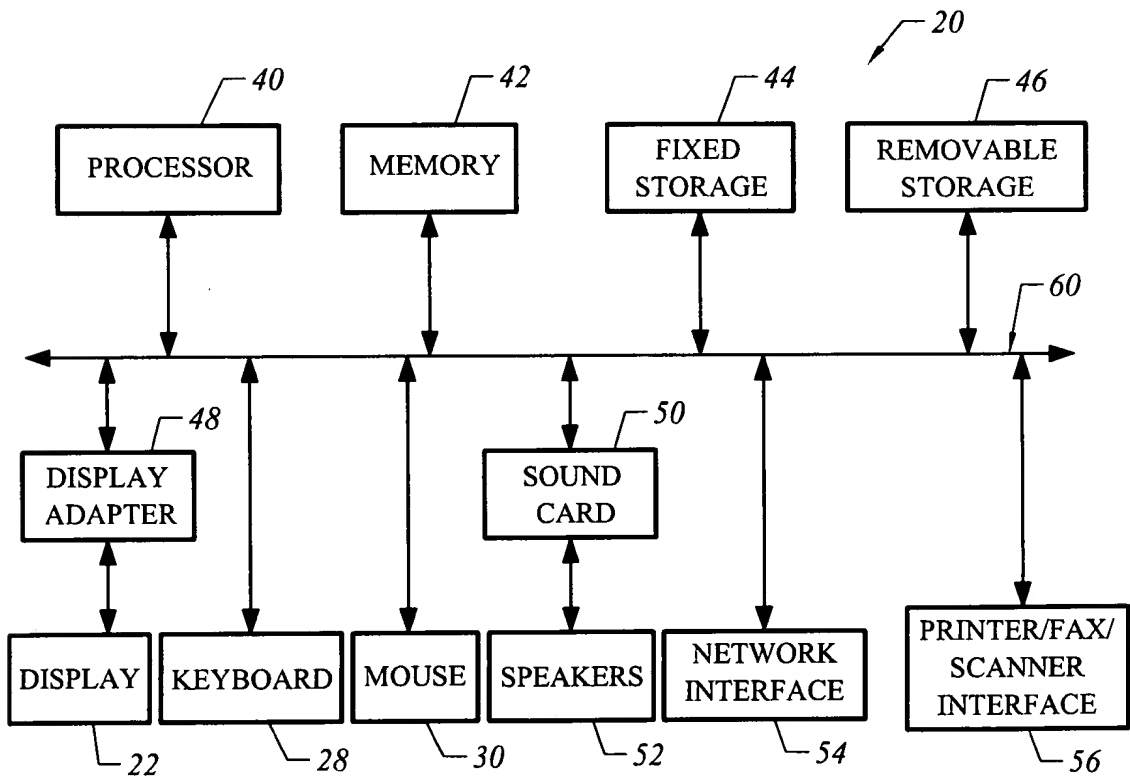 20
40
42
44
46
PROCESSOR
MEMORY
FIXED
STORAGE
REMOVABLE
STORAGE
60
48
50
DISPLAY
ADAPTER
SOUND
CARD
DISPLAY
KEYBOARD
MOUSE
SPEAKERS
NETWORK
INTERFACE
PRINTER/FAX/
SCANNER
INTERFACE
22
28
30
52
54
56